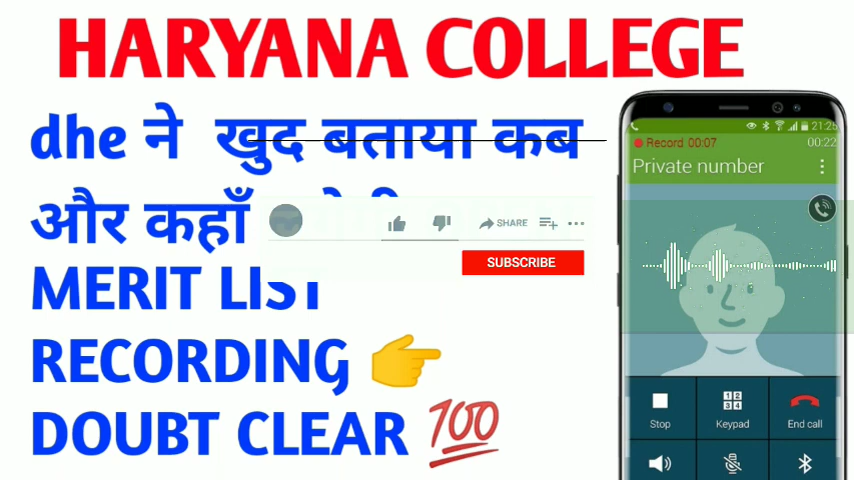 HARYANA COLLEGE
dhe ने खुद बताया कब
और कहाँ
MERIT LIST
RECORDING 👉
DOUBT CLEAR 💯
SHARE
SUBSCRIBE
21:25
Record 00:07 00:22
Private number
Stop Keypad End call